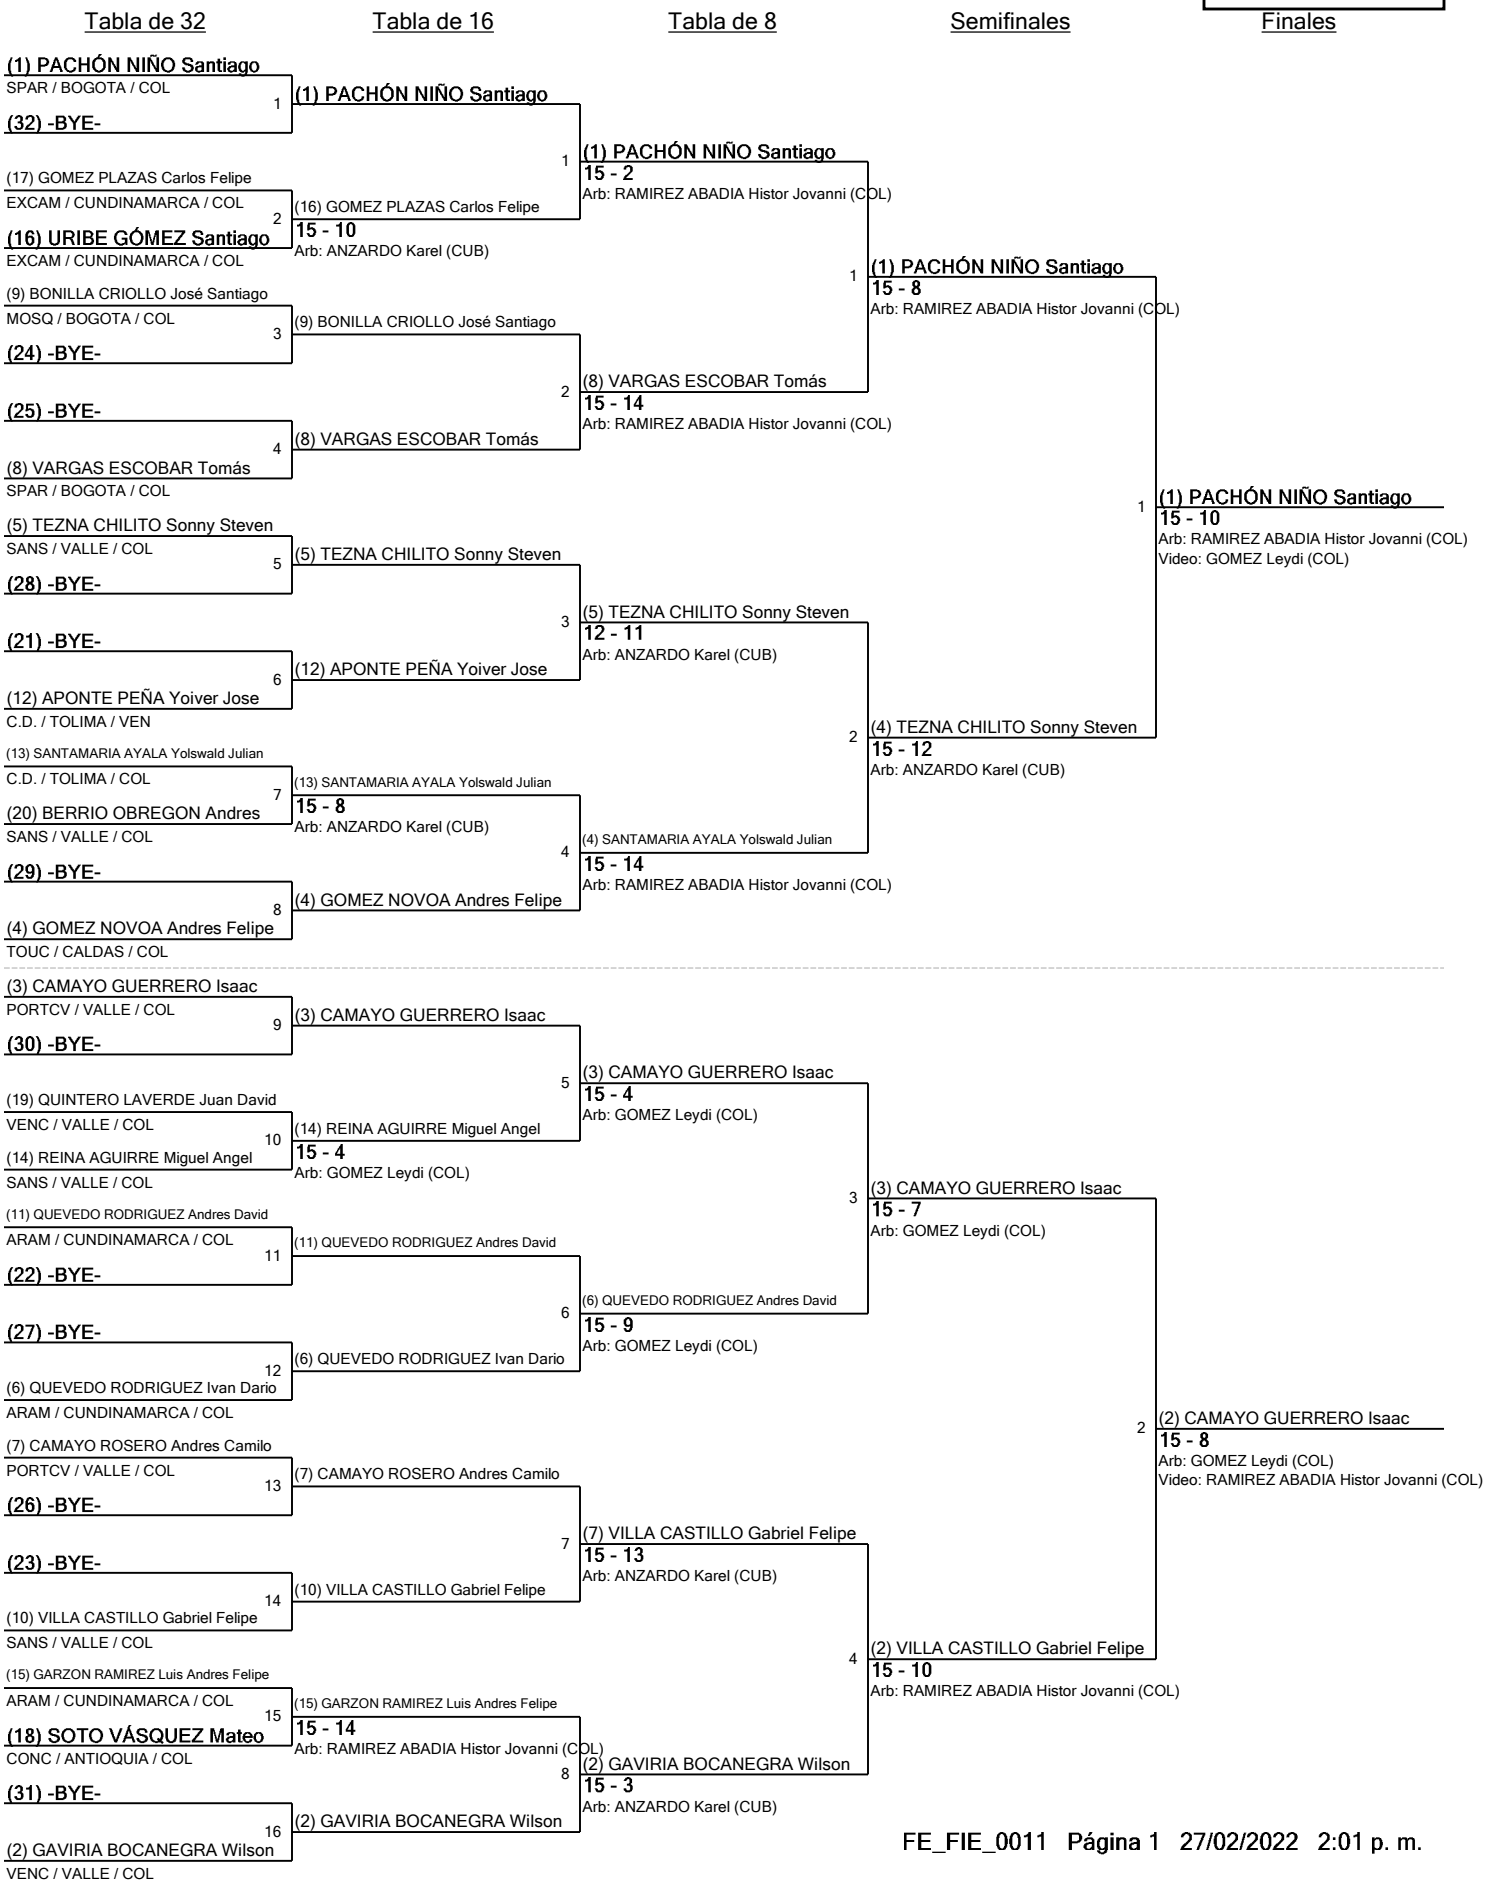 Tabla de 32
Tabla de 16
Tabla de 8
Semifinales
Finales
(1) PACHÓN NIÑO Santiago
SPAR / BOGOTA / COL
1
(32) -BYE-
(17) GOMEZ PLAZAS Carlos Felipe
EXCAM / CUNDINAMARCA / COL
2
(16) URIBE GÓMEZ Santiago
EXCAM / CUNDINAMARCA / COL
(9) BONILLA CRIOLLO José Santiago
MOSQ / BOGOTA / COL
3
(24) -BYE-
(25) -BYE-
4
(8) VARGAS ESCOBAR Tomás
SPAR / BOGOTA / COL
(5) TEZNA CHILITO Sonny Steven
SANS / VALLE / COL
5
(28) -BYE-
(21) -BYE-
6
(12) APONTE PEÑA Yoiver Jose
C.D. / TOLIMA / VEN
(13) SANTAMARIA AYALA Yolswald Julian
C.D. / TOLIMA / COL
7
(20) BERRIO OBREGON Andres
SANS / VALLE / COL
(29) -BYE-
8
(4) GOMEZ NOVOA Andres Felipe
TOUC / CALDAS / COL
(3) CAMAYO GUERRERO Isaac
PORTCV / VALLE / COL
9
(30) -BYE-
(19) QUINTERO LAVERDE Juan David
VENC / VALLE / COL
10
(14) REINA AGUIRRE Miguel Angel
SANS / VALLE / COL
(11) QUEVEDO RODRIGUEZ Andres David
ARAM / CUNDINAMARCA / COL
11
(22) -BYE-
(27) -BYE-
12
(6) QUEVEDO RODRIGUEZ Ivan Dario
ARAM / CUNDINAMARCA / COL
(7) CAMAYO ROSERO Andres Camilo
PORTCV / VALLE / COL
13
(26) -BYE-
(23) -BYE-
14
(10) VILLA CASTILLO Gabriel Felipe
SANS / VALLE / COL
(15) GARZON RAMIREZ Luis Andres Felipe
ARAM / CUNDINAMARCA / COL
15
(18) SOTO VÁSQUEZ Mateo
CONC / ANTIOQUIA / COL
(31) -BYE-
16
(2) GAVIRIA BOCANEGRA Wilson
VENC / VALLE / COL
(1) PACHÓN NIÑO Santiago
1
(16) GOMEZ PLAZAS Carlos Felipe
15 - 10
Arb: ANZARDO Karel (CUB)
(9) BONILLA CRIOLLO José Santiago
2
(8) VARGAS ESCOBAR Tomás
(5) TEZNA CHILITO Sonny Steven
3
(12) APONTE PEÑA Yoiver Jose
(13) SANTAMARIA AYALA Yolswald Julian
15 - 8
Arb: ANZARDO Karel (CUB)
4
(4) GOMEZ NOVOA Andres Felipe
(3) CAMAYO GUERRERO Isaac
5
(14) REINA AGUIRRE Miguel Angel
15 - 4
Arb: GOMEZ Leydi (COL)
(11) QUEVEDO RODRIGUEZ Andres David
6
(6) QUEVEDO RODRIGUEZ Ivan Dario
(7) CAMAYO ROSERO Andres Camilo
7
(10) VILLA CASTILLO Gabriel Felipe
(15) GARZON RAMIREZ Luis Andres Felipe
15 - 14
Arb: RAMIREZ ABADIA Histor Jovanni (COL)
8
(2) GAVIRIA BOCANEGRA Wilson
(1) PACHÓN NIÑO Santiago
15 - 2
Arb: RAMIREZ ABADIA Histor Jovanni (COL)
1
(8) VARGAS ESCOBAR Tomás
15 - 14
Arb: RAMIREZ ABADIA Histor Jovanni (COL)
(5) TEZNA CHILITO Sonny Steven
12 - 11
Arb: ANZARDO Karel (CUB)
2
(4) SANTAMARIA AYALA Yolswald Julian
15 - 14
Arb: RAMIREZ ABADIA Histor Jovanni (COL)
(3) CAMAYO GUERRERO Isaac
15 - 4
Arb: GOMEZ Leydi (COL)
3
(6) QUEVEDO RODRIGUEZ Andres David
15 - 9
Arb: GOMEZ Leydi (COL)
(7) VILLA CASTILLO Gabriel Felipe
15 - 13
Arb: ANZARDO Karel (CUB)
4
(2) GAVIRIA BOCANEGRA Wilson
15 - 3
Arb: ANZARDO Karel (CUB)
(1) PACHÓN NIÑO Santiago
15 - 8
Arb: RAMIREZ ABADIA Histor Jovanni (COL)
1
(4) TEZNA CHILITO Sonny Steven
15 - 12
Arb: ANZARDO Karel (CUB)
(3) CAMAYO GUERRERO Isaac
15 - 7
Arb: GOMEZ Leydi (COL)
2
(2) VILLA CASTILLO Gabriel Felipe
15 - 10
Arb: RAMIREZ ABADIA Histor Jovanni (COL)
(1) PACHÓN NIÑO Santiago
15 - 10
Arb: RAMIREZ ABADIA Histor Jovanni (COL)
Video: GOMEZ Leydi (COL)
(2) CAMAYO GUERRERO Isaac
15 - 8
Arb: GOMEZ Leydi (COL)
Video: RAMIREZ ABADIA Histor Jovanni (COL)
FE_FIE_0011 Página 1 27/02/2022 2:01 p. m.